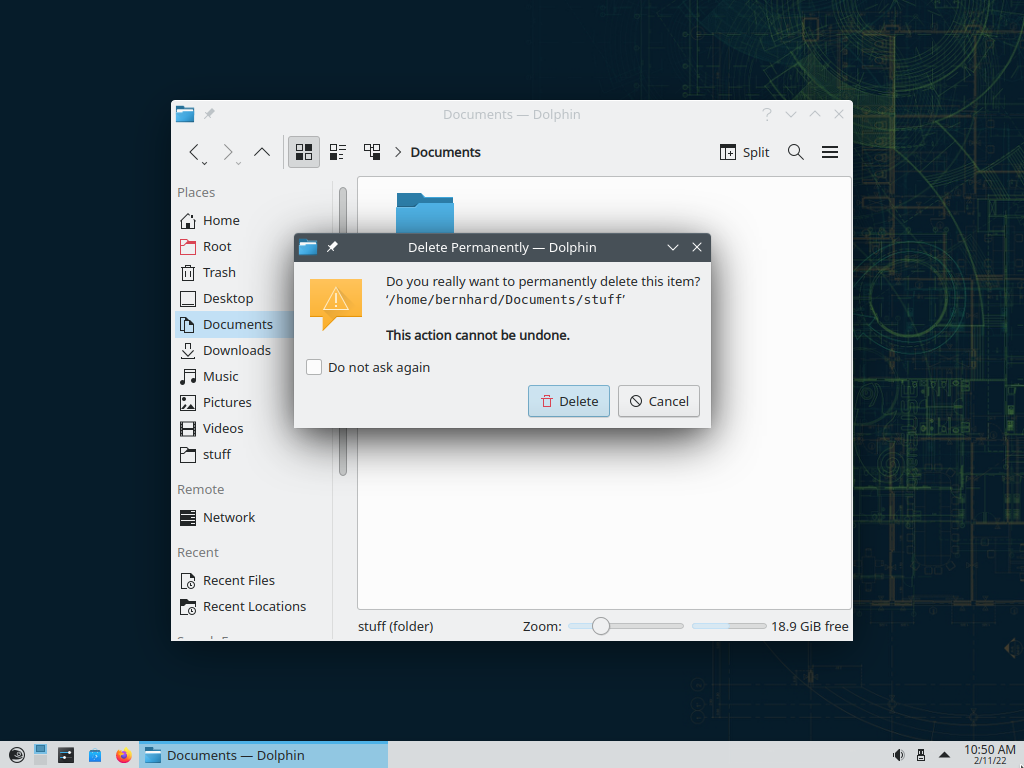 Documents — Dolphin
Documents
Split
Places
Home
Root
Trash
Desktop
Documents
Downloads
Music
Pictures
Videos
stuff
Remote
Network
Recent
Recent Files
Recent Locations
Delete Permanently — Dolphin
Do you really want to permanently delete this item?
‘/home/bernhard/Documents/stuff’
This action cannot be undone.
Do not ask again
Delete
Cancel
stuff (folder)
Zoom:
18.9 GiB free
Documents — Dolphin
10:50 AM
2/11/22